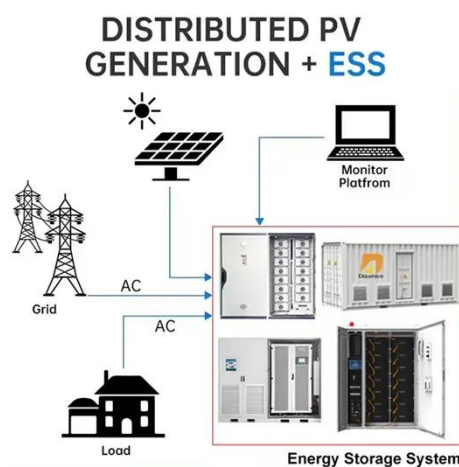 DISTRIBUTED PV
GENERATION + ESS
Monitor
Platfrom
Grid
AC
AC
Load
Energy Storage System